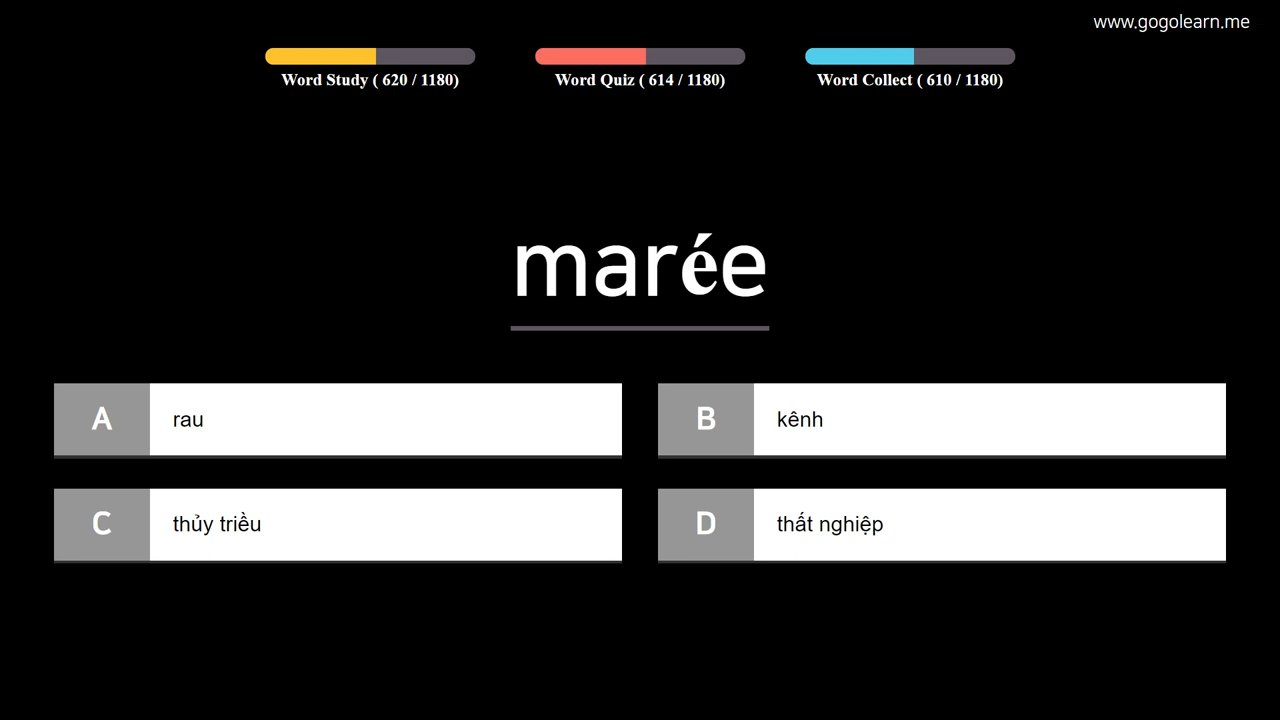 www.gogolearn.me
Word Study ( 620 / 1180)
Word Quiz ( 614 / 1180)
Word Collect ( 610 / 1180)
marée
A rau
B kênh
C thủy triều
D thất nghiệp